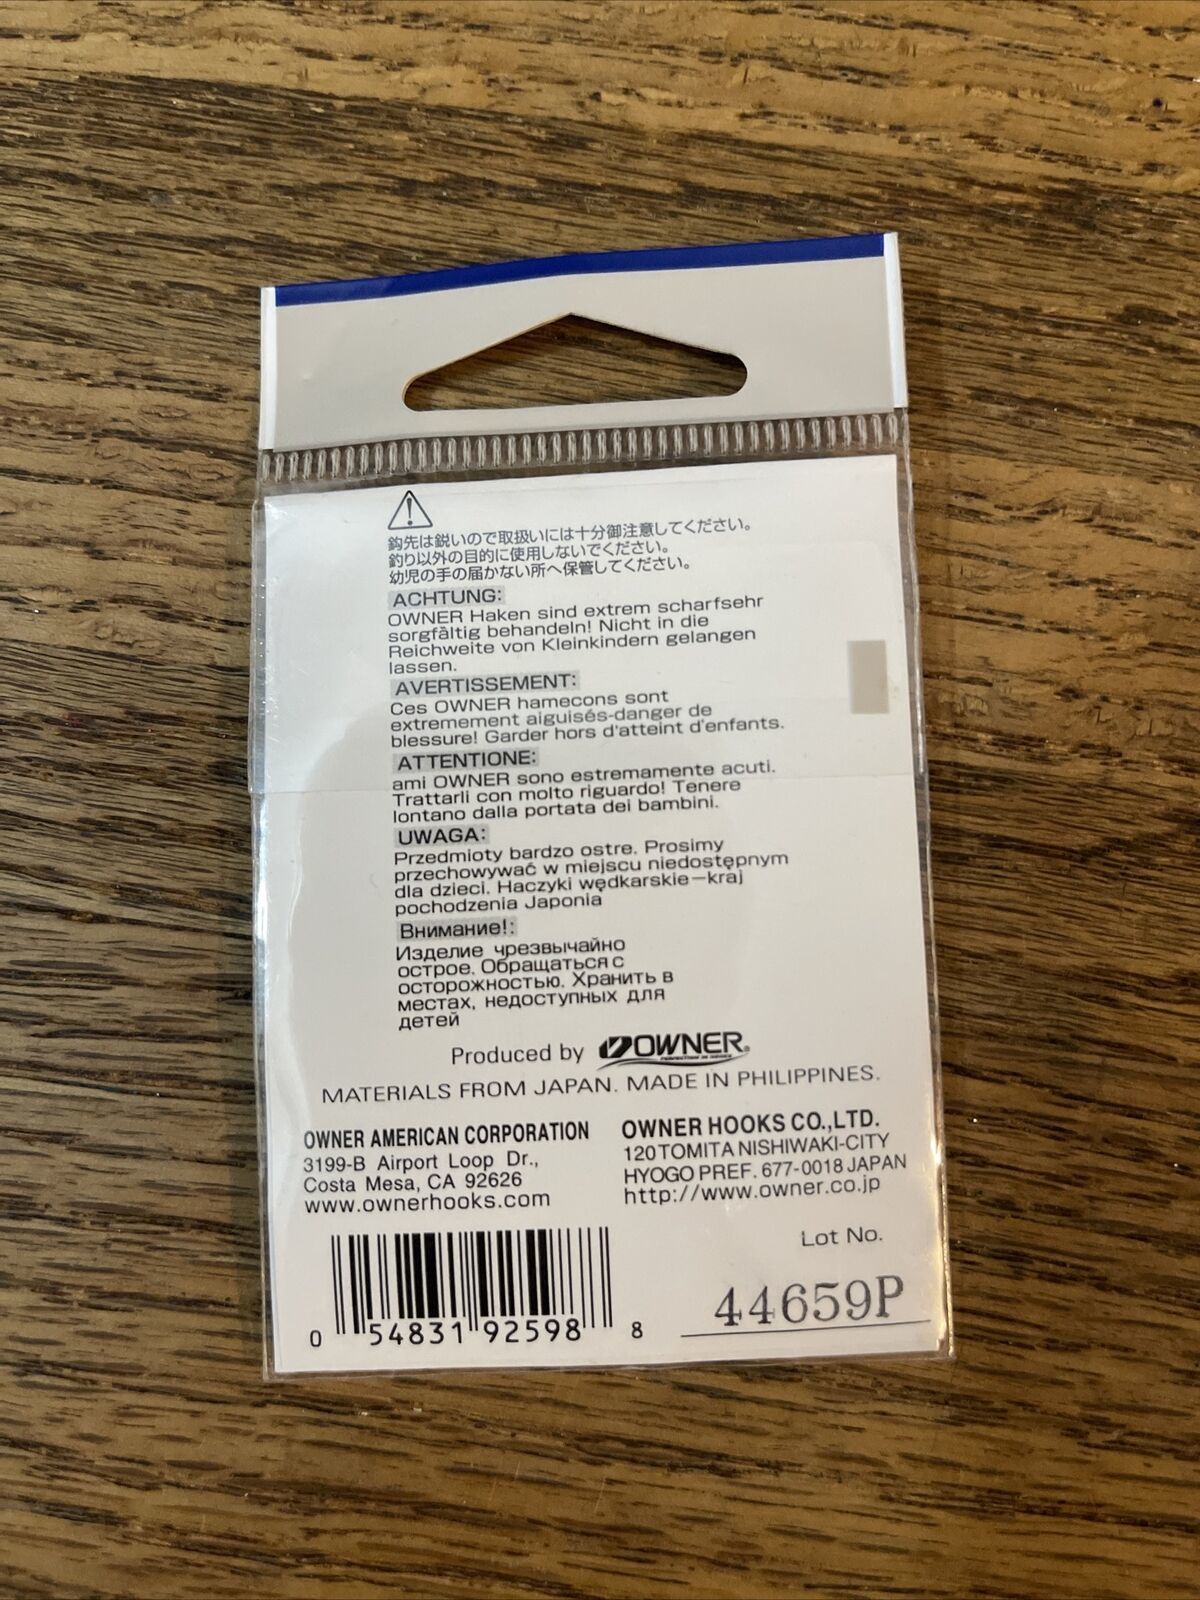 鈎先は鋭いので取扱いには十分御注意してください。
釣り以外の目的に使用しないでください。
幼児の手の届かない所へ保管してください。
ACHTUNG:
OWNER Haken sind extrem scharfsehr
sorgfältig behandeln! Nicht in die
Reichweite von Kleinkindern gelangen
lassen.
AVERTISSEMENT:
Ces OWNER hamecons sont
extremement aiguisés-danger de
blessure! Garder hors d'atteint d'enfants.
ATTENTIONE:
ami OWNER sono estremamente acuti.
Trattarli con molto riguardo! Tenere
lontano dalla portata dei bambini.
UWAGA:
Przedmioty bardzo ostre. Prosimy
przechowywać w miejscu niedostępnym
dla dzieci. Haczyki wędkarskie–kraj
pochodzenia Japonia
Внимание!:
Изделие чрезвычайно
острое. Обращаться с
осторожностью. Хранить в
местах, недоступных для
детей
Produced by OWNER®
MATERIALS FROM JAPAN. MADE IN PHILIPPINES.
OWNER AMERICAN CORPORATION
3199-B Airport Loop Dr.,
Costa Mesa, CA 92626
www.ownerhooks.com
OWNER HOOKS CO.,LTD.
120 TOMITA NISHIWAKI-CITY
HYOGO PREF. 677-0018 JAPAN
http://www.owner.co.jp
Lot No.
44659P
0 54831 92598 8